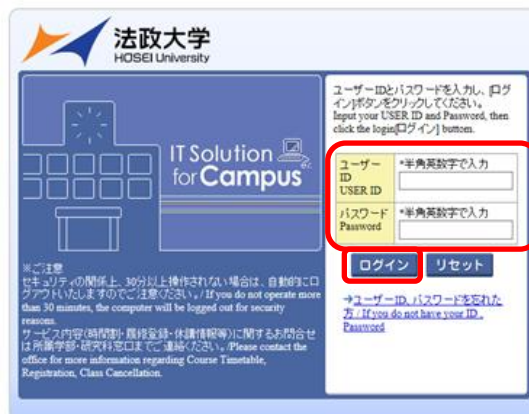 法政大学
HOSEI University
IT Solution
for Campus
※ご注意
セキュリティの関係上、30分以上操作されない場合は、自動的にロ
グアウトいたしますのでご注意ください。/ If you do not operate more
than 30 minutes, the computer will be logged out for security
reasons.
サービス内容(時間割・履修登録・休講情報等)に関するお問合せ
は所属学部・研究科窓口までご連絡ください。/Please contact the
office for more information regarding Course Timetable,
Registration, Class Cancellation.
ユーザーIDとパスワードを入力し、[ログ
イン]ボタンをクリックしてください。
Input your USER ID and Password, then
click the login[ログイン] buttom.
ユーザー
ID
USER ID
*半角英数字で入力
パスワード
Password
*半角英数字で入力
ログイン
リセット
→ユーザーID、パスワードを忘れた
方 / If you do not have your ID 、
Password